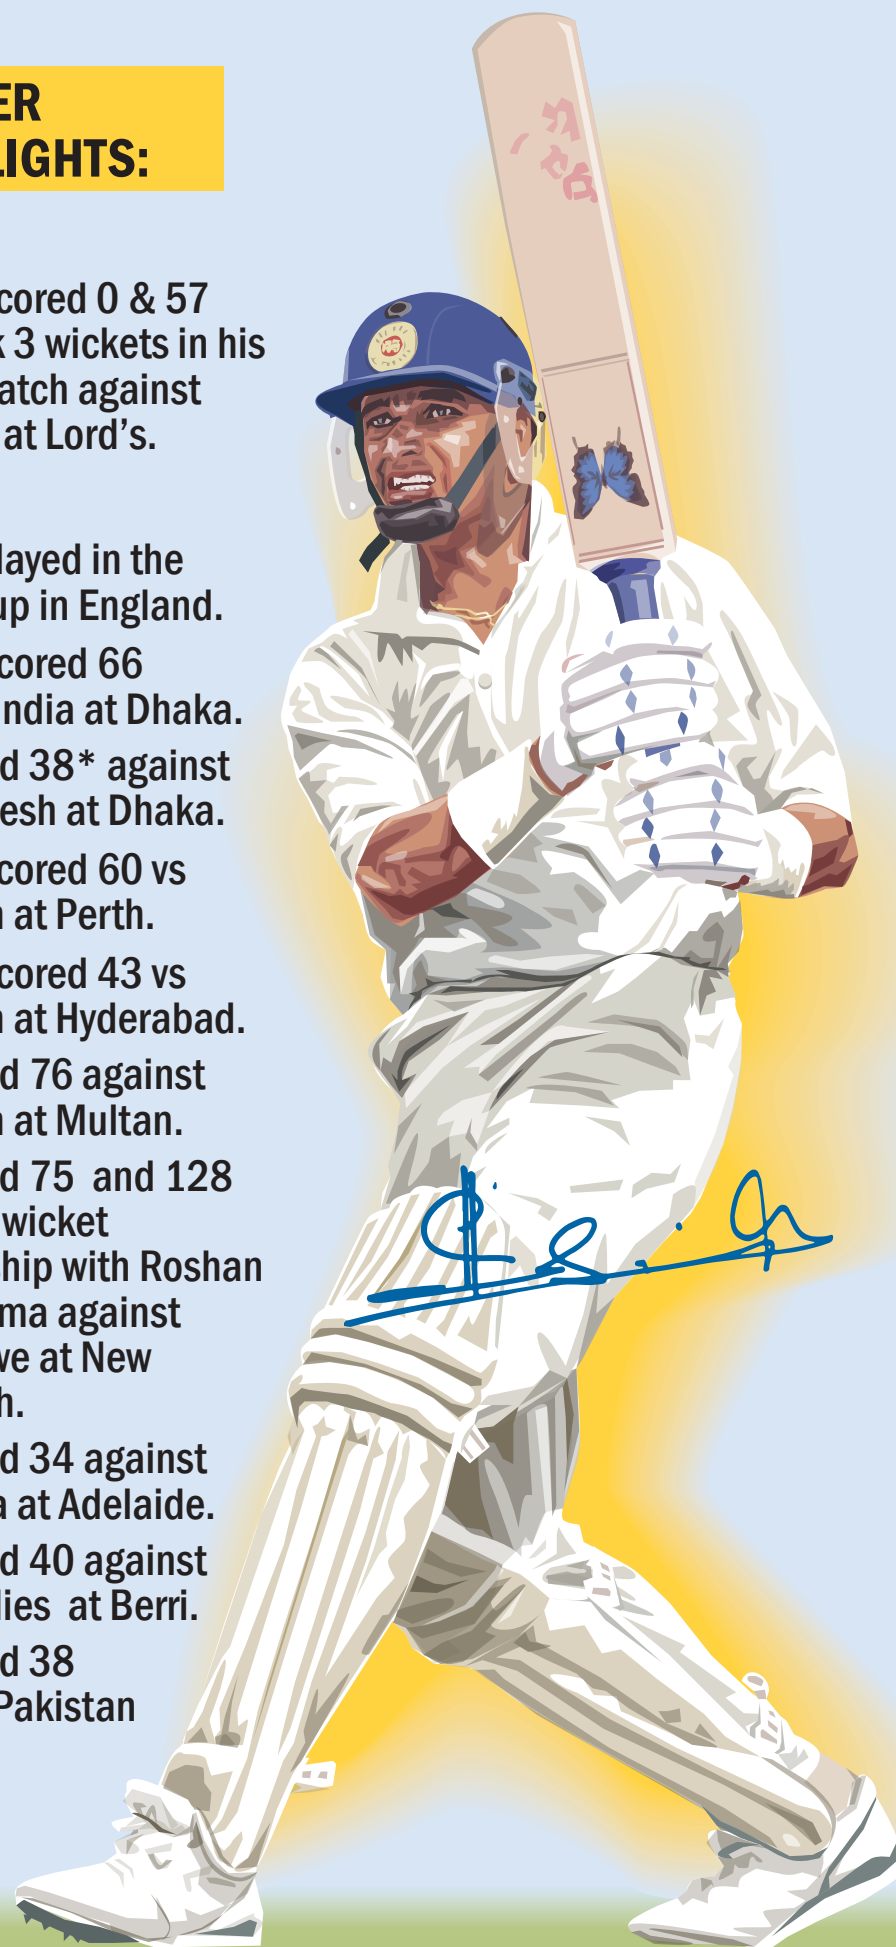 ER
LIGHTS:
cored 0 & 57
k 3 wickets in his
atch against
at Lord’s.
layed in the
up in England.
cored 66
ndia at Dhaka.
d 38* against
esh at Dhaka.
cored 60 vs
n at Perth.
cored 43 vs
n at Hyderabad.
d 76 against
n at Multan.
d 75 and 128
wicket
ship with Roshan
ma against
we at New
h.
d 34 against
a at Adelaide.
d 40 against
lies at Berri.
d 38
Pakistan